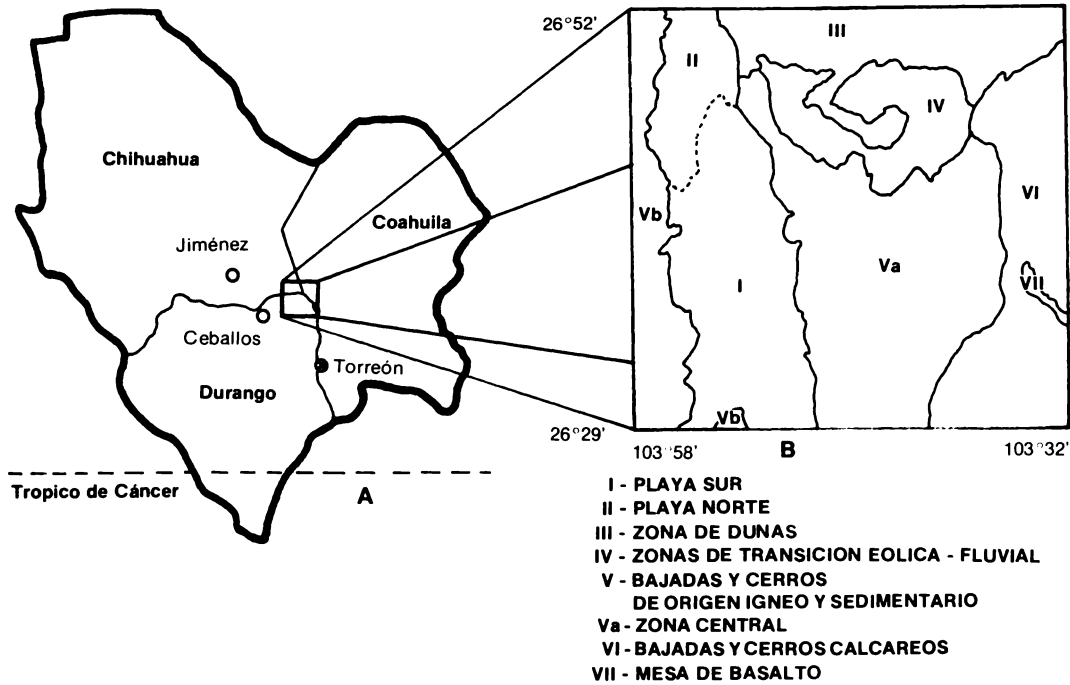 Chihuahua
Coahuila
Jiménez
Ceballos
Torreón
Durango
Tropico de Cáncer
A
26°52'
III
II
IV
VI
Vb
Va
VII
I
Vb
26°29'
103°58'
B
103°32'
I - PLAYA SUR
II - PLAYA NORTE
III - ZONA DE DUNAS
IV - ZONAS DE TRANSICION EOLICA - FLUVIAL
V - BAJADAS Y CERROS
DE ORIGEN IGNEO Y SEDIMENTARIO
Va - ZONA CENTRAL
VI - BAJADAS Y CERROS CALCAREOS
VII - MESA DE BASALTO